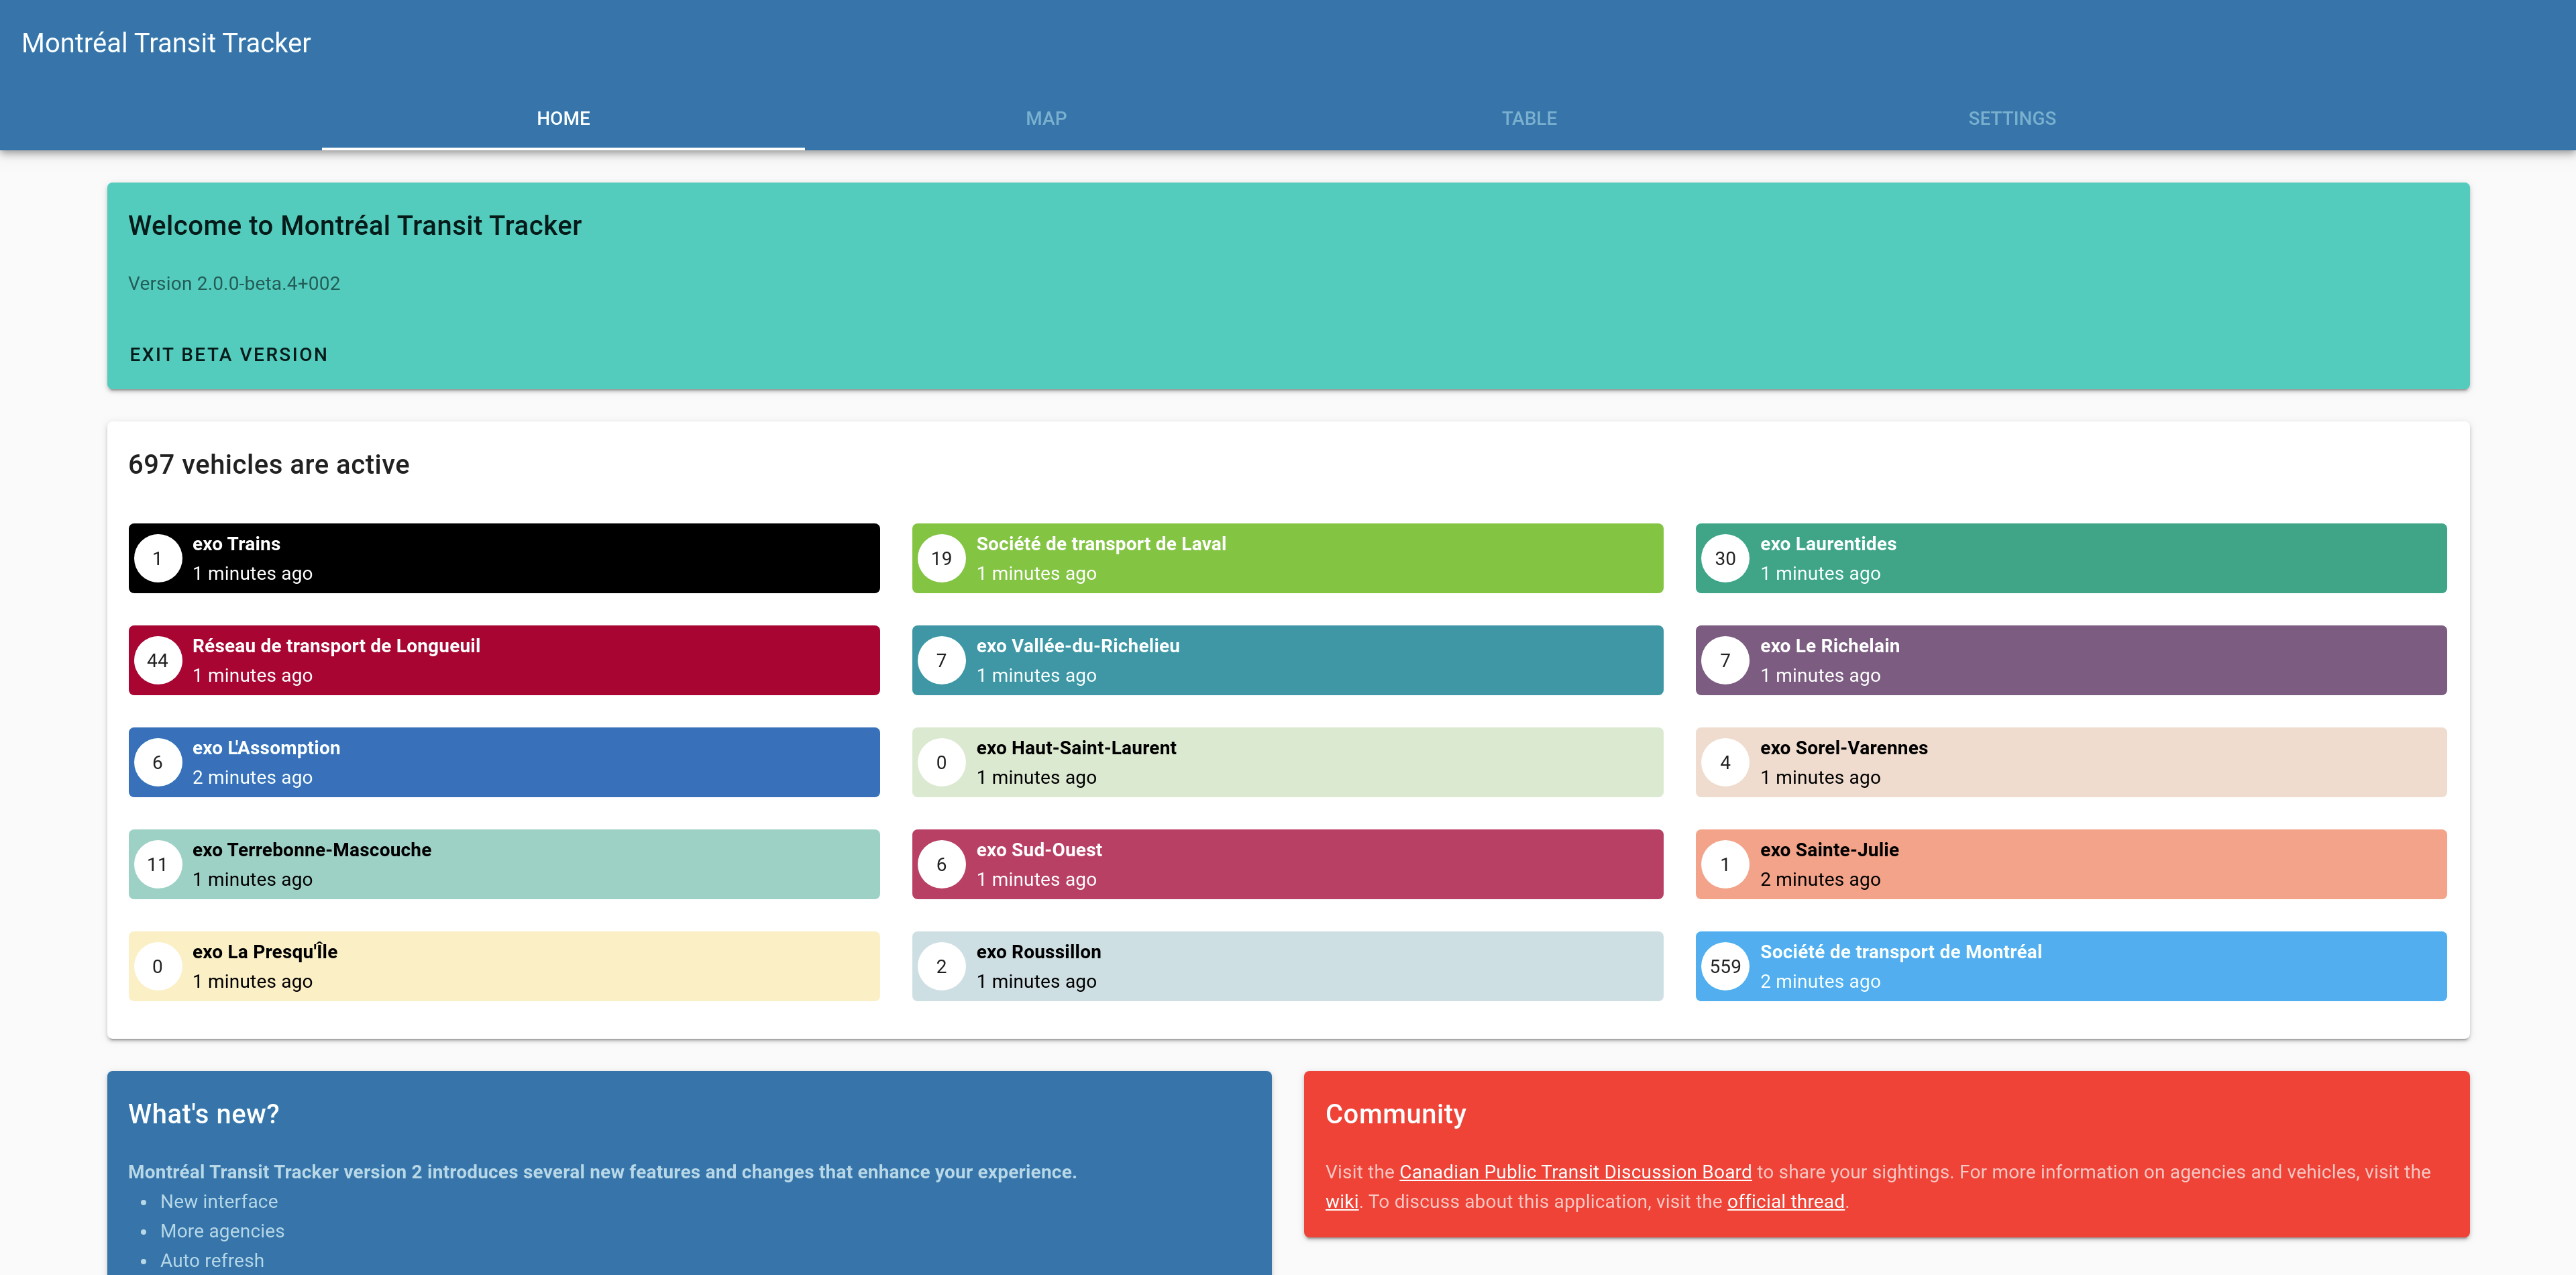 Montréal Transit Tracker
HOME
MAP
TABLE
SETTINGS
Welcome to Montréal Transit Tracker
Version 2.0.0-beta.4+002
EXIT BETA VERSION
697 vehicles are active
1
exo Trains
1 minutes ago
19
Société de transport de Laval
1 minutes ago
30
exo Laurentides
1 minutes ago
44
Réseau de transport de Longueuil
1 minutes ago
7
exo Vallée-du-Richelieu
1 minutes ago
7
exo Le Richelain
1 minutes ago
6
exo L'Assomption
2 minutes ago
0
exo Haut-Saint-Laurent
1 minutes ago
4
exo Sorel-Varennes
1 minutes ago
11
exo Terrebonne-Mascouche
1 minutes ago
6
exo Sud-Ouest
1 minutes ago
1
exo Sainte-Julie
2 minutes ago
0
exo La Presqu'Île
1 minutes ago
2
exo Roussillon
1 minutes ago
559
Société de transport de Montréal
2 minutes ago
What's new?
Montréal Transit Tracker version 2 introduces several new features and changes that enhance your experience.
• New interface
• More agencies
• Auto refresh
Community
Visit the Canadian Public Transit Discussion Board to share your sightings. For more information on agencies and vehicles, visit the
wiki. To discuss about this application, visit the official thread.